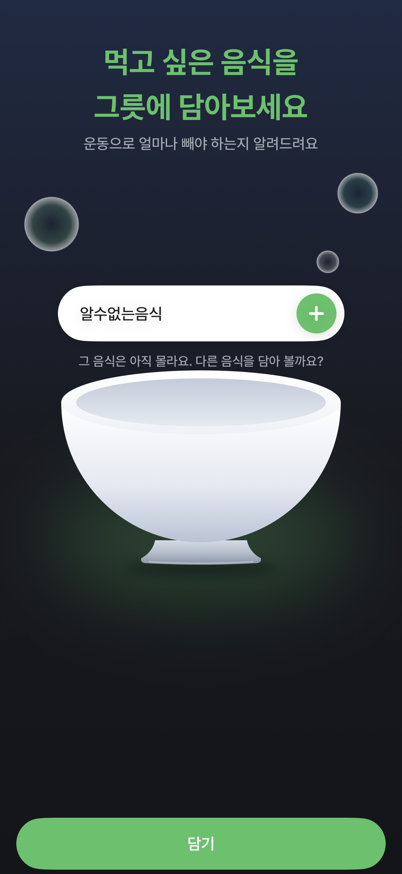 먹고 싶은 음식을
그릇에 담아보세요
운동으로 얼마나 빼야 하는지 알려드려요
알수없는음식
그 음식은 아직 몰라요. 다른 음식을 담아 볼까요?
담기